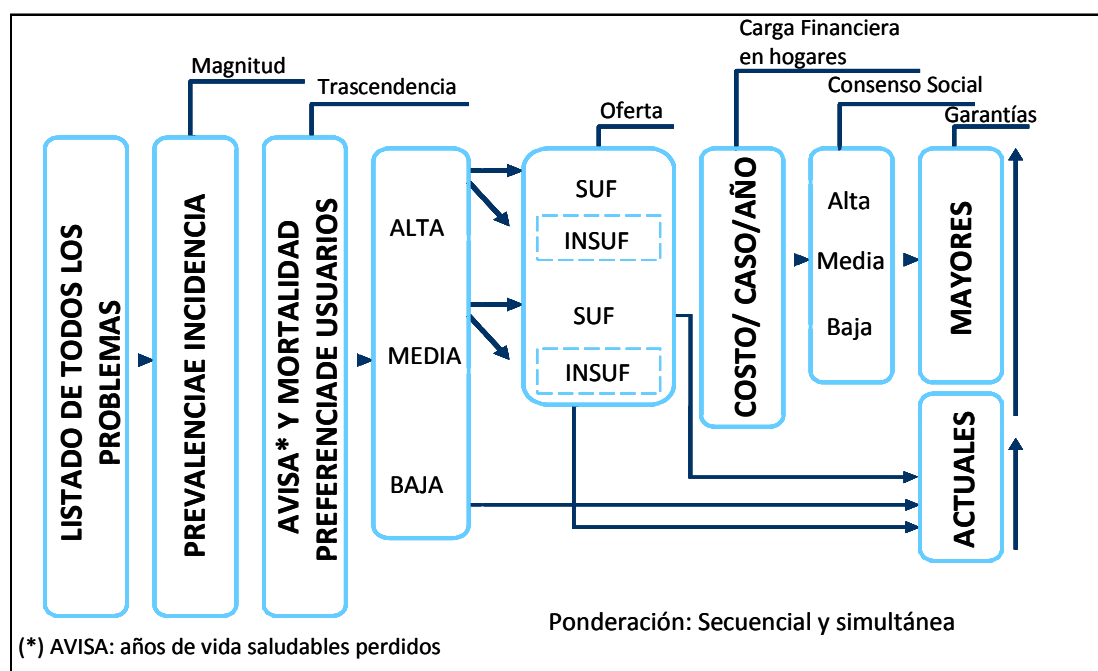 Magnitud
Trascendencia
Oferta
Carga Financiera
en hogares
Consenso Social
Garantías
LISTADO DE TODOS LOS
PROBLEMAS
PREVALENCIAE INCIDENCIA
AVISA* Y MORTALIDAD
PREFERENCIADE USUARIOS
ALTA
MEDIA
BAJA
SUF
INSUF
SUF
INSUF
COSTO/ CASO/AÑO
Alta
Media
Baja
MAYORES
ACTUALES
Ponderación: Secuencial y simultánea
(*) AVISA: años de vida saludables perdidos